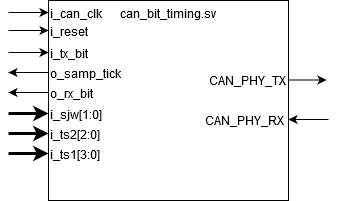 i_can_clk can_bit_timing.sv
i_reset
i_tx_bit
o_samp_tick
CAN_PHY_TX
o_rx_bit
i_sjw[1:0]
CAN_PHY_RX
i_ts2[2:0]
i_ts1[3:0]